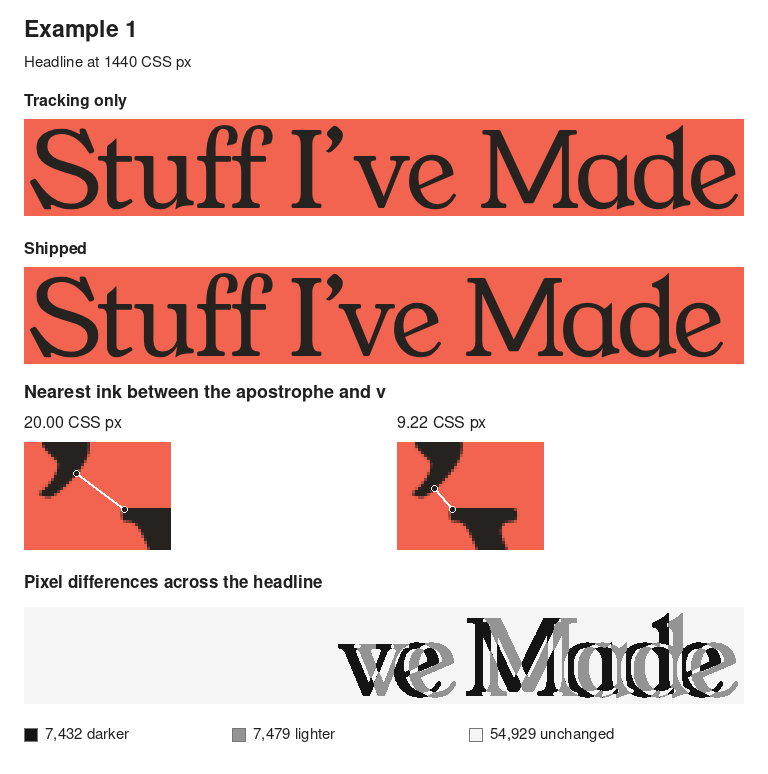 Example 1
Headline at 1440 CSS px
Tracking only
Stuff I’ve Made
Shipped
Stuff I’ve Made
Nearest ink between the apostrophe and v
20.00 CSS px
9.22 CSS px
Pixel differences across the headline
ve Made
7,432 darker
7,479 lighter
54,929 unchanged